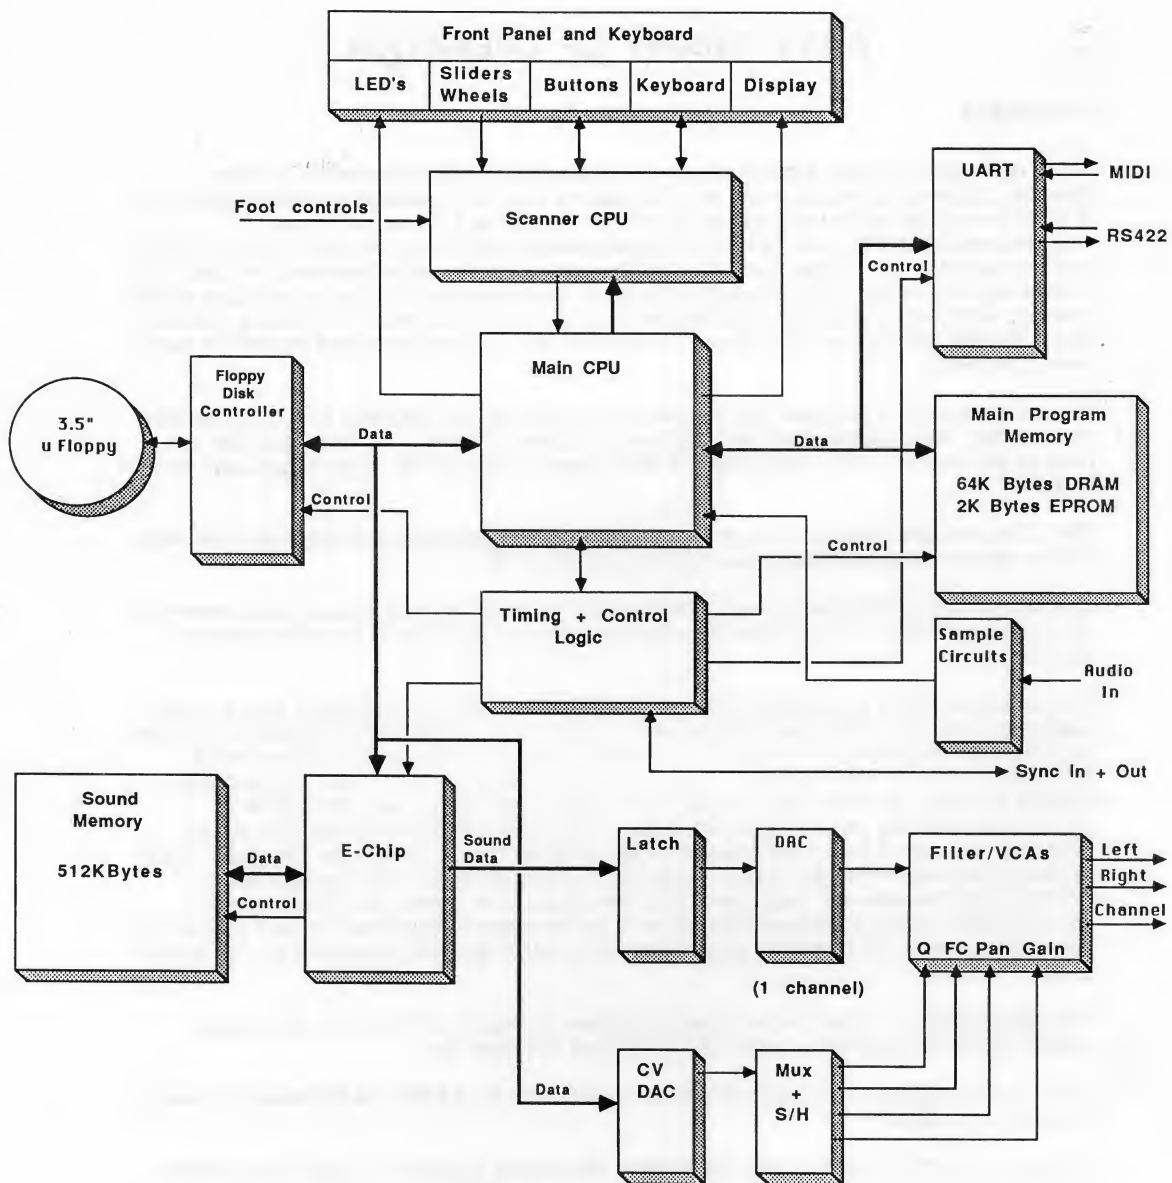 Front Panel and Keyboard
LED's
Sliders
Wheels
Buttons
Keyboard
Display
UART
MIDI
RS422
Foot controls
Scanner CPU
Control
Main CPU
Floppy
Disk
Controller
3.5"
u Floppy
Data
Data
Main Program
Memory
64K Bytes DRAM
2K Bytes EPROM
Control
Control
Timing + Control
Logic
Sample
Circuits
Audio
In
Sync In + Out
Sound
Memory
512KBytes
Data
Control
E-Chip
Sound
Data
Latch
DAC
Filter/VCAs
Q FC Pan Gain
Left
Right
Channel
(1 channel)
Data
CV
DAC
Mux
+
S/H